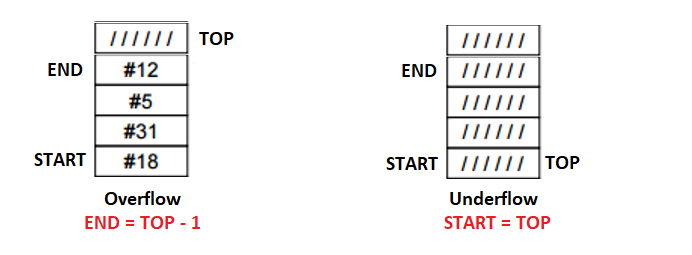 ////// TOP
END #12
#5
#31
START #18
Overflow
END = TOP - 1
//////
END //////
//////
//////
START ////// TOP
Underflow
START = TOP